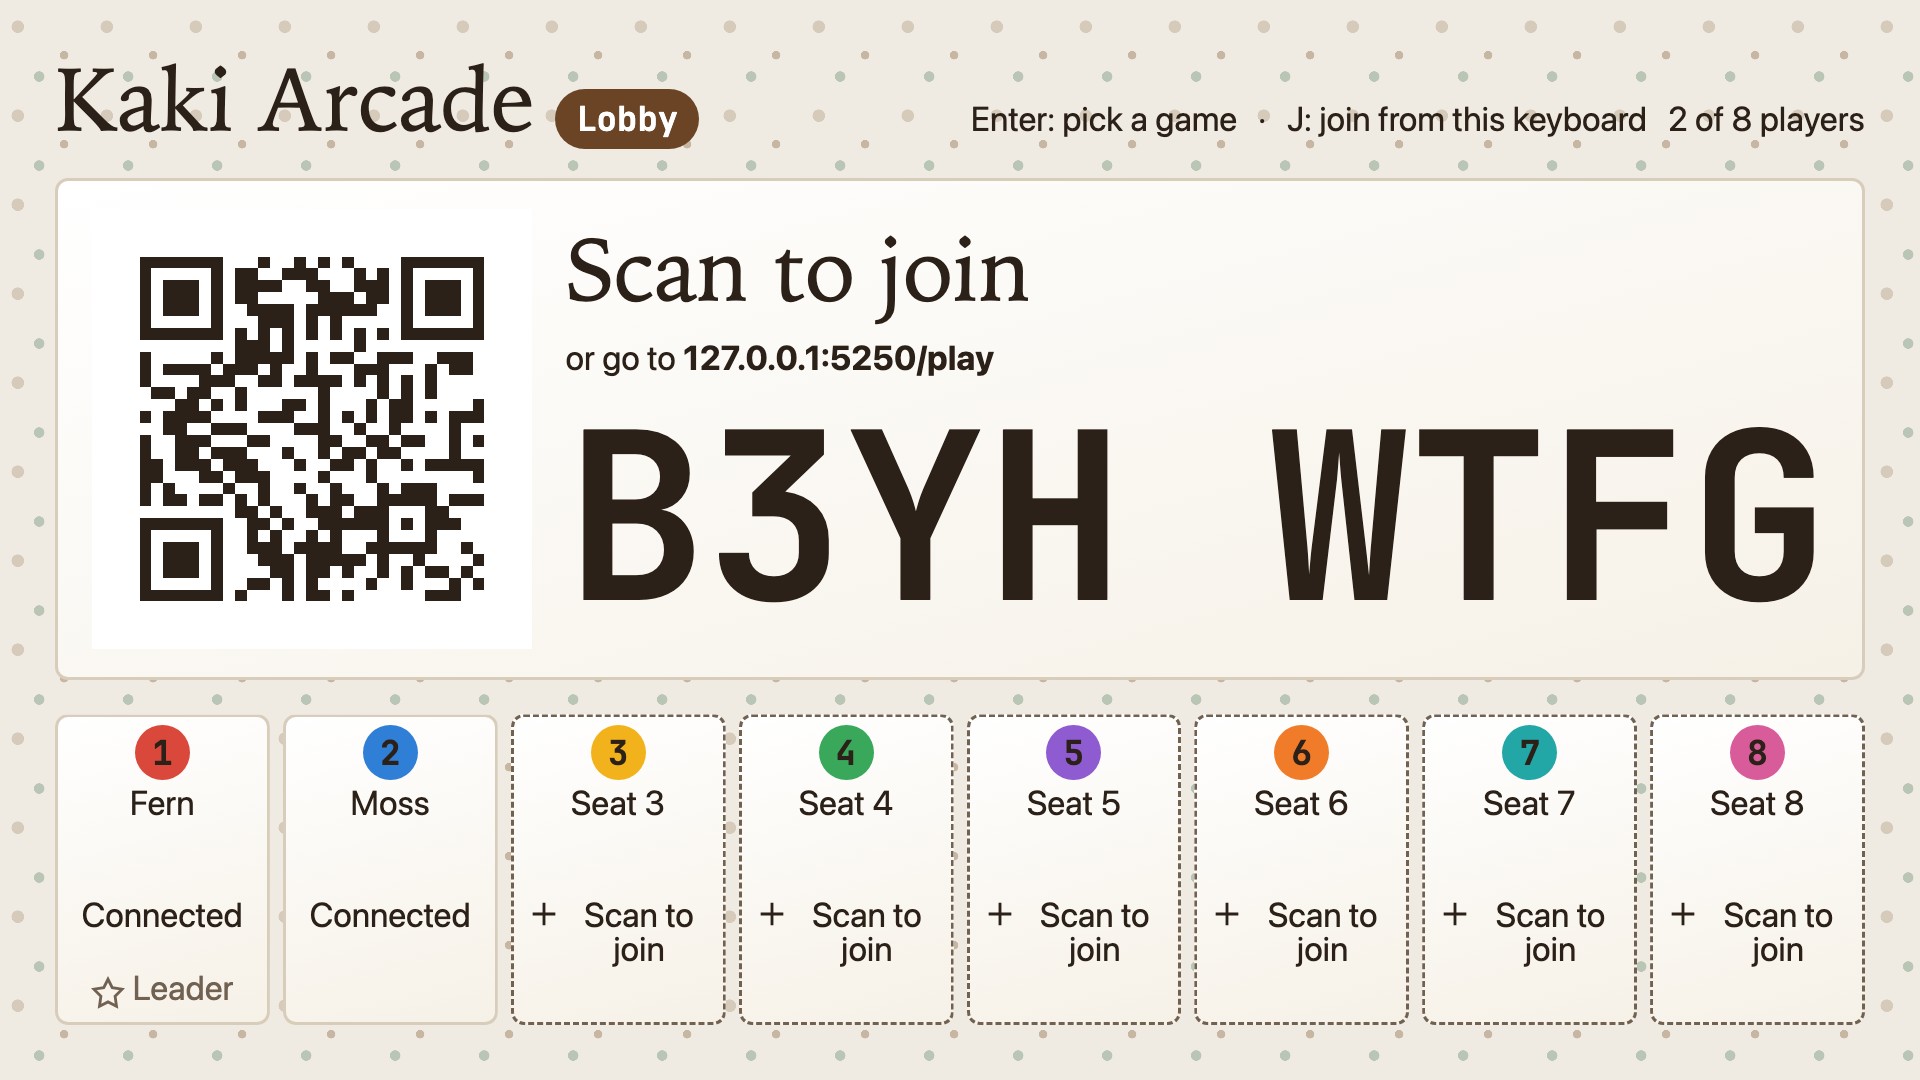 Kaki Arcade Lobby
Enter: pick a game · J: join from this keyboard 2 of 8 players
Scan to join
or go to 127.0.0.1:5250/play
B3YH WTFG
1 2 3 4 5 6 7 8
Fern Moss Seat 3 Seat 4 Seat 5 Seat 6 Seat 7 Seat 8
Connected Connected + Scan to + Scan to + Scan to + Scan to + Scan to + Scan to
join join join join join join
Leader